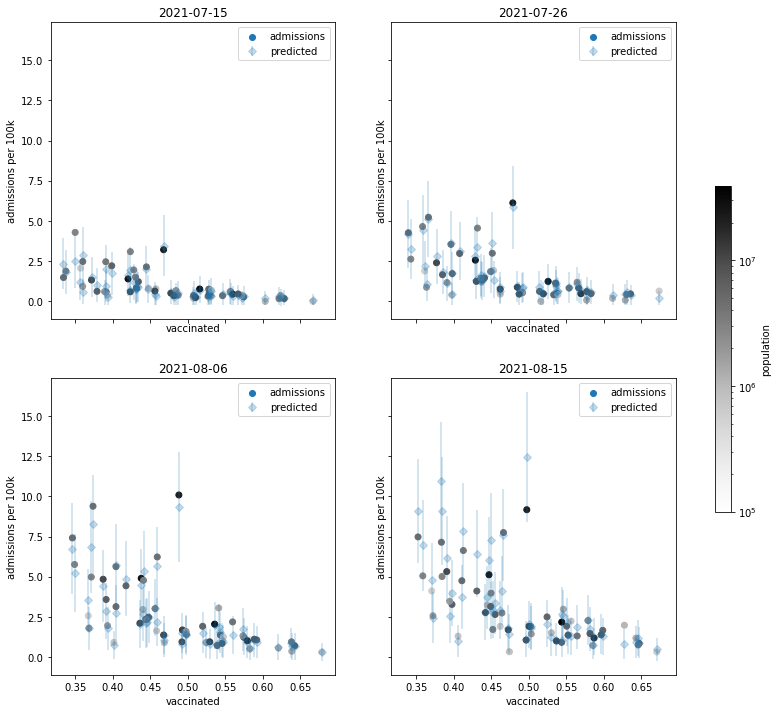 2021-07-15
admissions
predicted
15.0
12.5
10.0
7.5
5.0
2.5
0.0
admissions per 100k
vaccinated
2021-07-26
admissions
predicted
admissions per 100k
vaccinated
2021-08-06
admissions
predicted
15.0
12.5
10.0
7.5
5.0
2.5
0.0
admissions per 100k
0.35 0.40 0.45 0.50 0.55 0.60 0.65
vaccinated
2021-08-15
admissions
predicted
admissions per 100k
0.35 0.40 0.45 0.50 0.55 0.60 0.65
vaccinated
10⁷
10⁶
10⁵
population